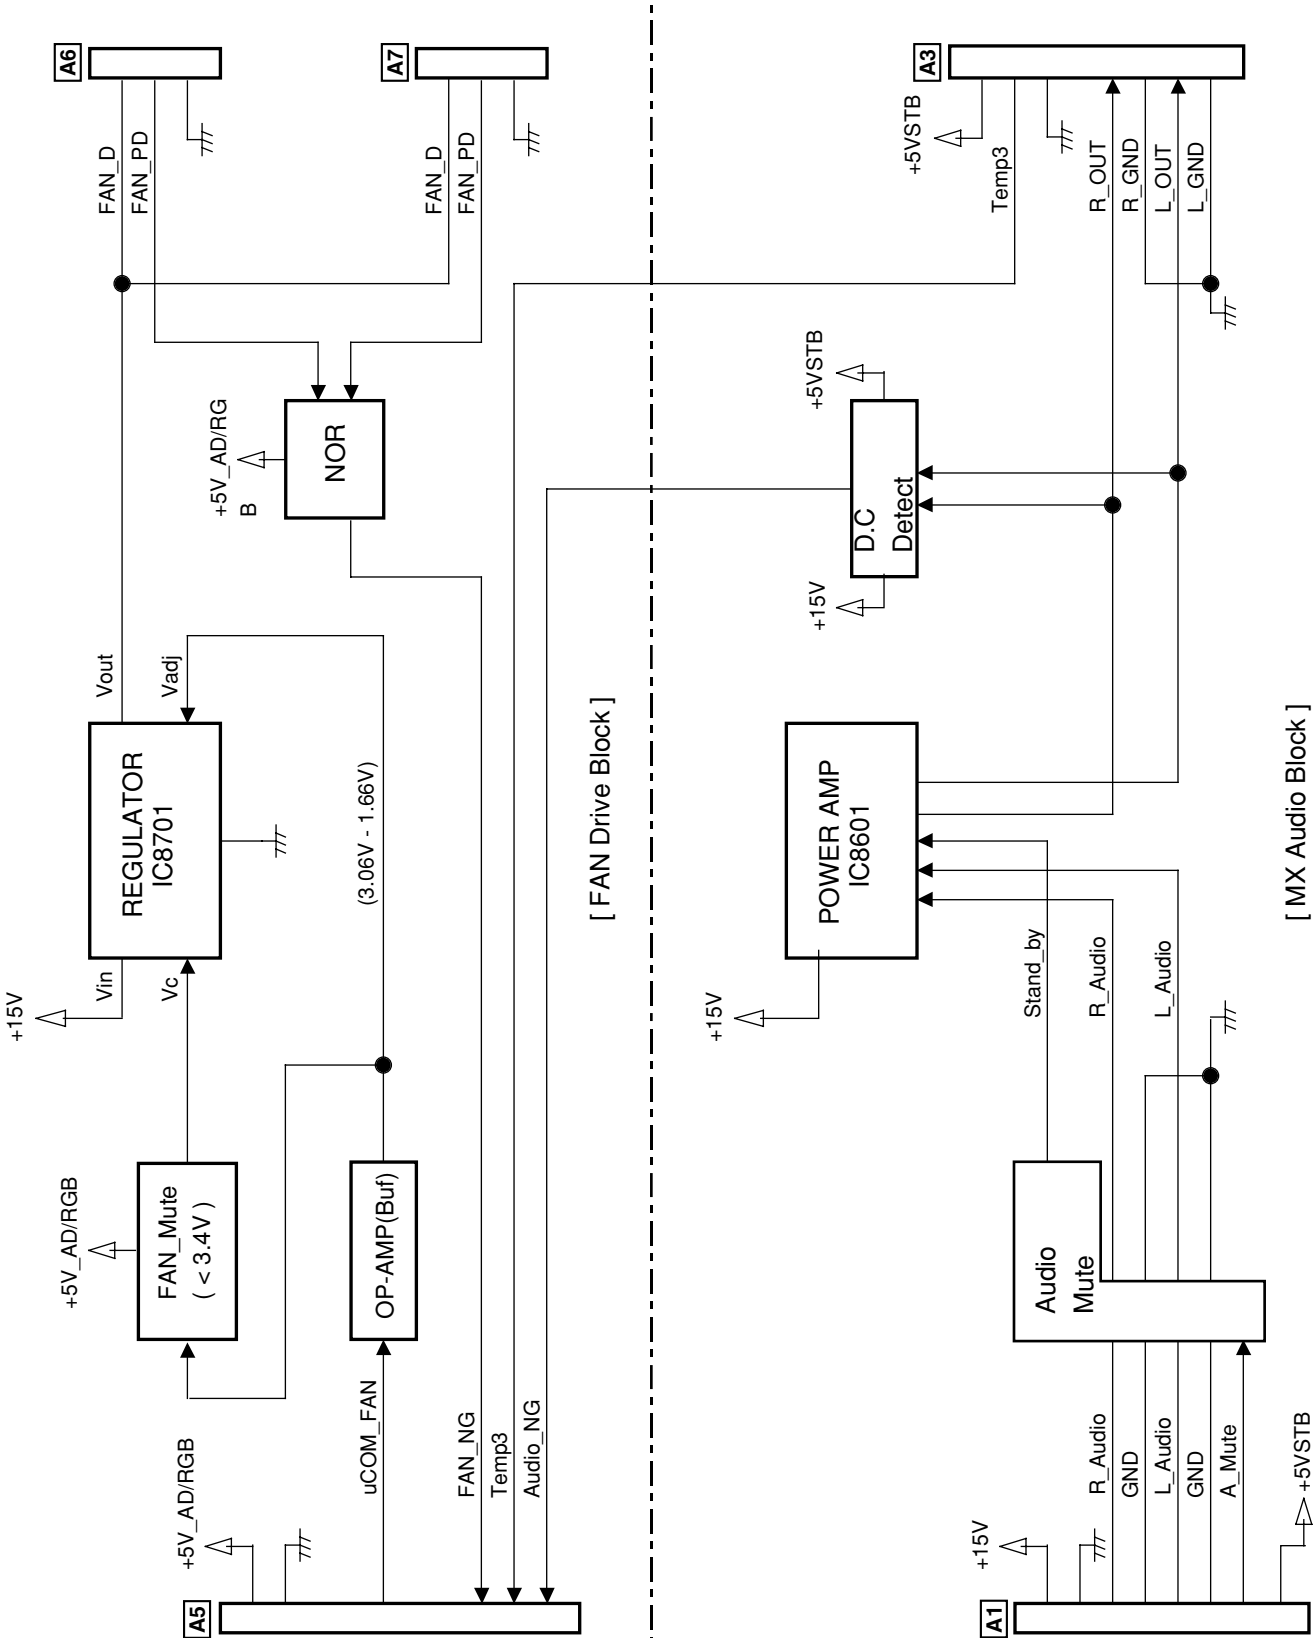 A5
+5V_AD/RGB
uCOM_FAN
FAN_NG
Temp3
Audio_NG
+5V_AD/RGB
FAN_Mute
( < 3.4V )
OP-AMP(Buf)
+15V
Vin
Vc
REGULATOR
IC8701
Vout
Vadj
(3.06V - 1.66V)
+5V_AD/RG
B
NOR
A6
FAN_D
FAN_PD
A7
FAN_D
FAN_PD
[ FAN Drive Block ]
A1
+15V
R_Audio
GND
L_Audio
GND
A_Mute
+5VSTB
Audio
Mute
Stand_by
R_Audio
L_Audio
+15V
POWER AMP
IC8601
+15V
D.C
Detect
+5VSTB
A3
+5VSTB
Temp3
R_OUT
R_GND
L_OUT
L_GND
[ MX Audio Block ]